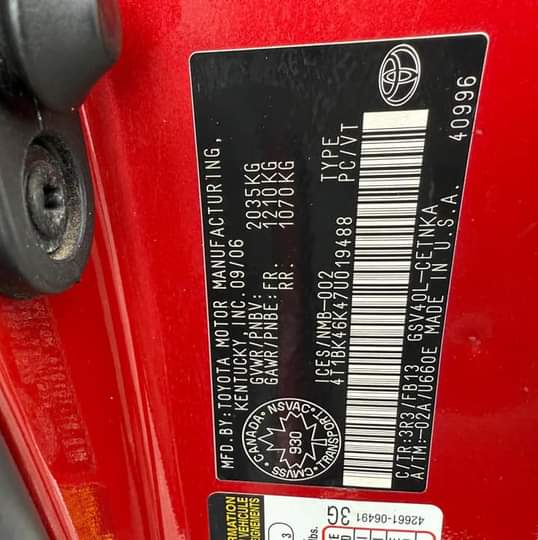 MFD.BY:TOYOTA MOTOR MANUFACTURING,
KENTUCKY, INC. 09/06
GVWR/PNBV: 2035KG
GAWR/PNBE:FR: 1210KG
RR. 1070KG
CANADA · NSVAC · TRANSPORT · CMVSS
930
ICES/NMB-002 TYPE
4T1BK46K47U019488 PC/VT
C/TR:3R3/FB13 GSV40L-CETNKA
A/TM:-02A/U660E MADE IN U.S.A.
40996
42661-06491
3G